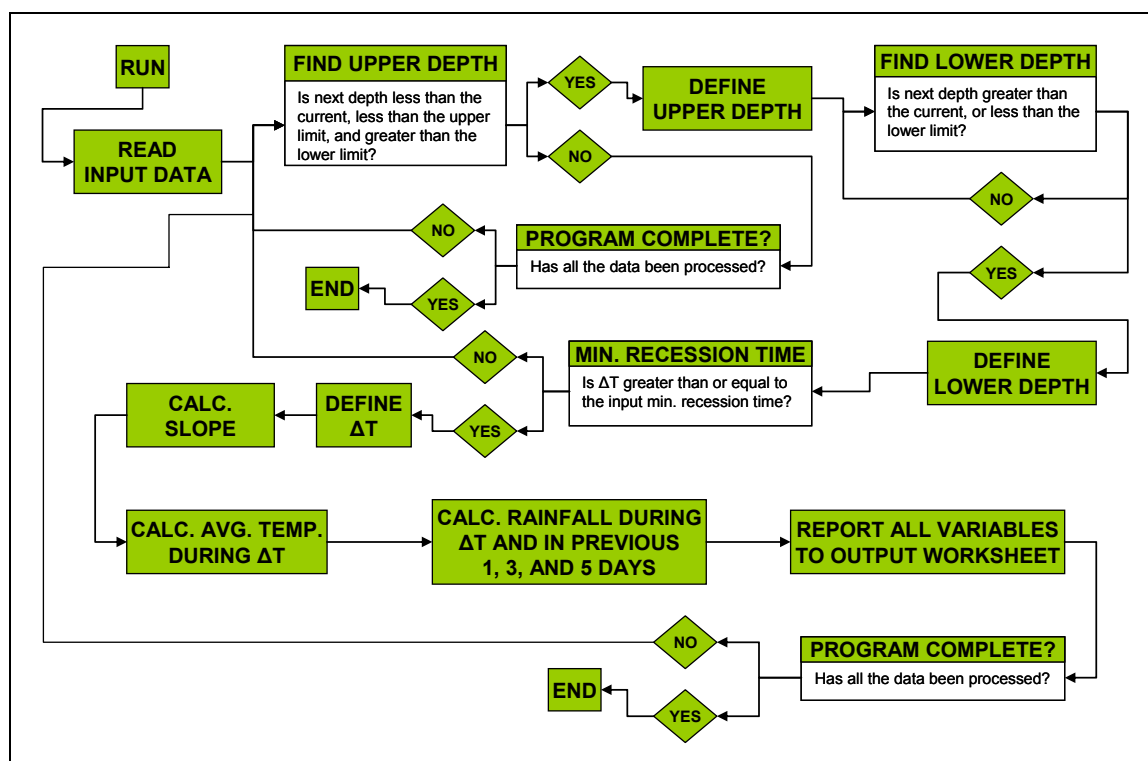 RUN
READ
INPUT DATA
FIND UPPER DEPTH
Is next depth less than the
current, less than the upper
limit, and greater than the
lower limit?
YES
NO
DEFINE
UPPER DEPTH
FIND LOWER DEPTH
Is next depth greater than
the current, or less than the
lower limit?
NO
YES
PROGRAM COMPLETE?
Has all the data been processed?
NO
YES
END
DEFINE
LOWER DEPTH
MIN. RECESSION TIME
Is ΔT greater than or equal to
the input min. recession time?
NO
YES
DEFINE
ΔT
CALC.
SLOPE
CALC. AVG. TEMP.
DURING ΔT
CALC. RAINFALL DURING
ΔT AND IN PREVIOUS
1, 3, AND 5 DAYS
REPORT ALL VARIABLES
TO OUTPUT WORKSHEET
PROGRAM COMPLETE?
Has all the data been processed?
NO
YES
END